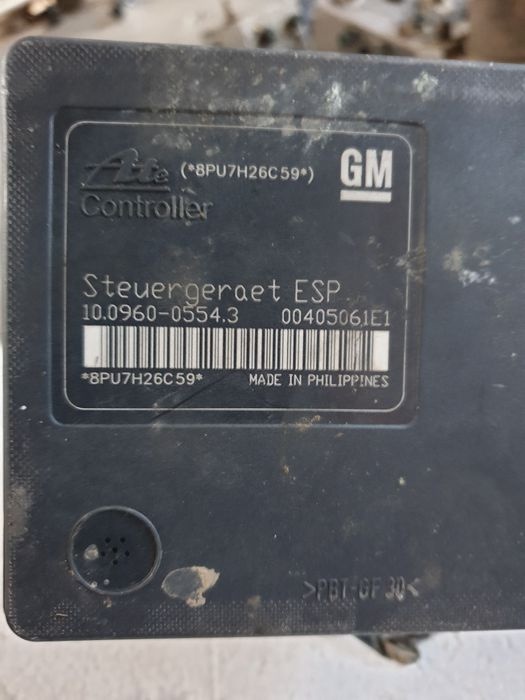 Ate (*8PU7H26C59*) GM
Controller
Steuergeraet ESP
10.0960-0554.3 00405061E1
*8PU7H26C59* MADE IN PHILIPPINES
>PBT-GF30<